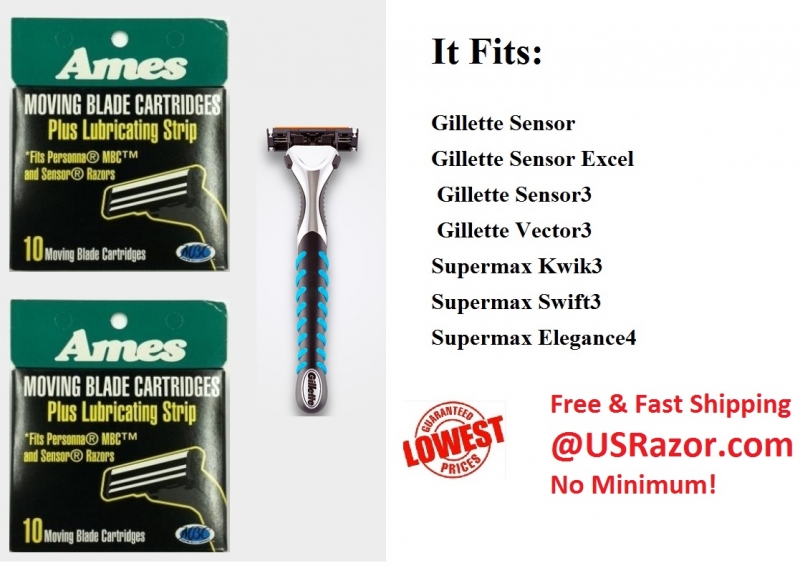 Ames
MOVING BLADE CARTRIDGES
Plus Lubricating Strip
*Fits Personna® MBC™
and Sensor® Razors
10 Moving Blade Cartridges
MBC
Ames
MOVING BLADE CARTRIDGES
Plus Lubricating Strip
*Fits Personna® MBC™
and Sensor® Razors
10 Moving Blade Cartridges
MBC
Gillette
It Fits:
Gillette Sensor
Gillette Sensor Excel
Gillette Sensor3
Gillette Vector3
Supermax Kwik3
Supermax Swift3
Supermax Elegance4
GUARANTEED
LOWEST
PRICES
Free & Fast Shipping
@USRazor.com
No Minimum!